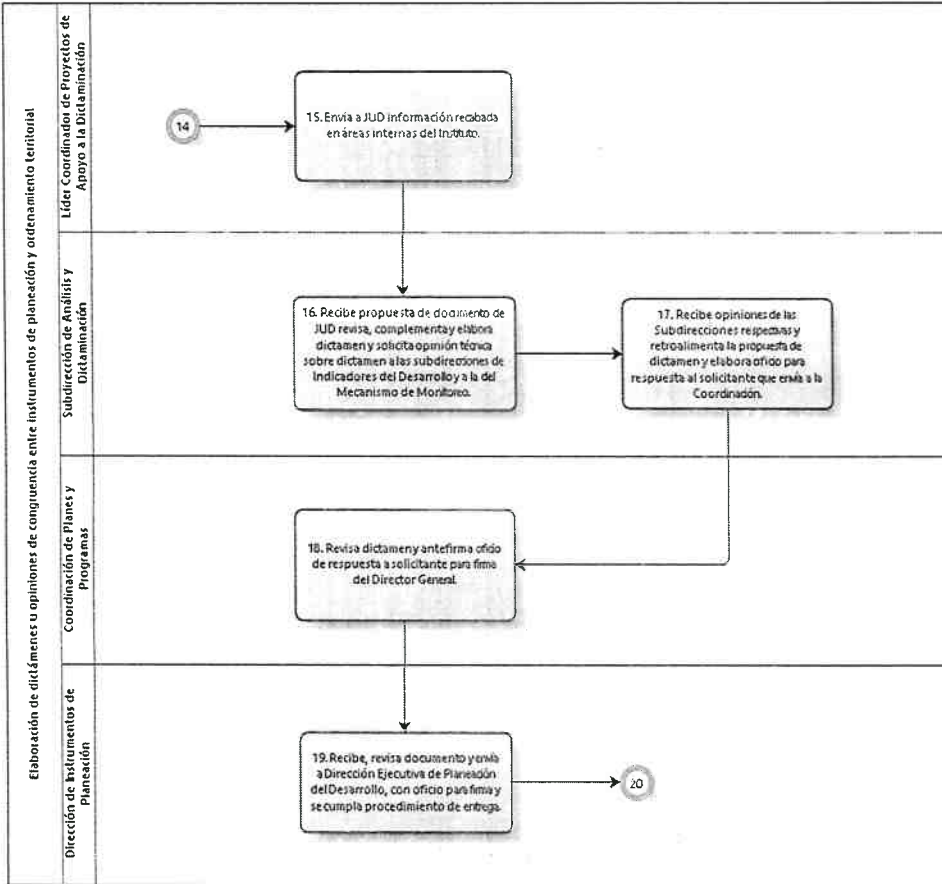 Elaboración de dictámenes u opiniones de congruencia entre instrumentos de planeación y ordenamiento territorial
Líder Coordinador de Proyectos de
Apoyo a la Dictaminación
14
15. Envía a JUD información recabada
en áreas internas del Instituto.
Subdirección de Análisis y
Dictaminación
16. Recibe propuesta de documento de
JUD revisa, complementa y elabora
dictamen y solicita opinión técnica
sobre dictamen a las subdirecciones de
Indicadores del Desarrollo y a la del
Mecanismo de Monitoreo.
17. Recibe opiniones de las
Subdirecciones respectivas y
retroalimenta la propuesta de
dictamen y elabora oficio para
respuesta al solicitante que envía a la
Coordinación.
Coordinación de Planes y
Programas
18. Revisa dictamen y antefirma oficio
de respuesta a solicitante para firma
del Director General.
Dirección de Instrumentos de
Planeación
19. Recibe, revisa documento y envía
a Dirección Ejecutiva de Planeación
del Desarrollo, con oficio para firma y
se cumpla procedimiento de entrega.
20